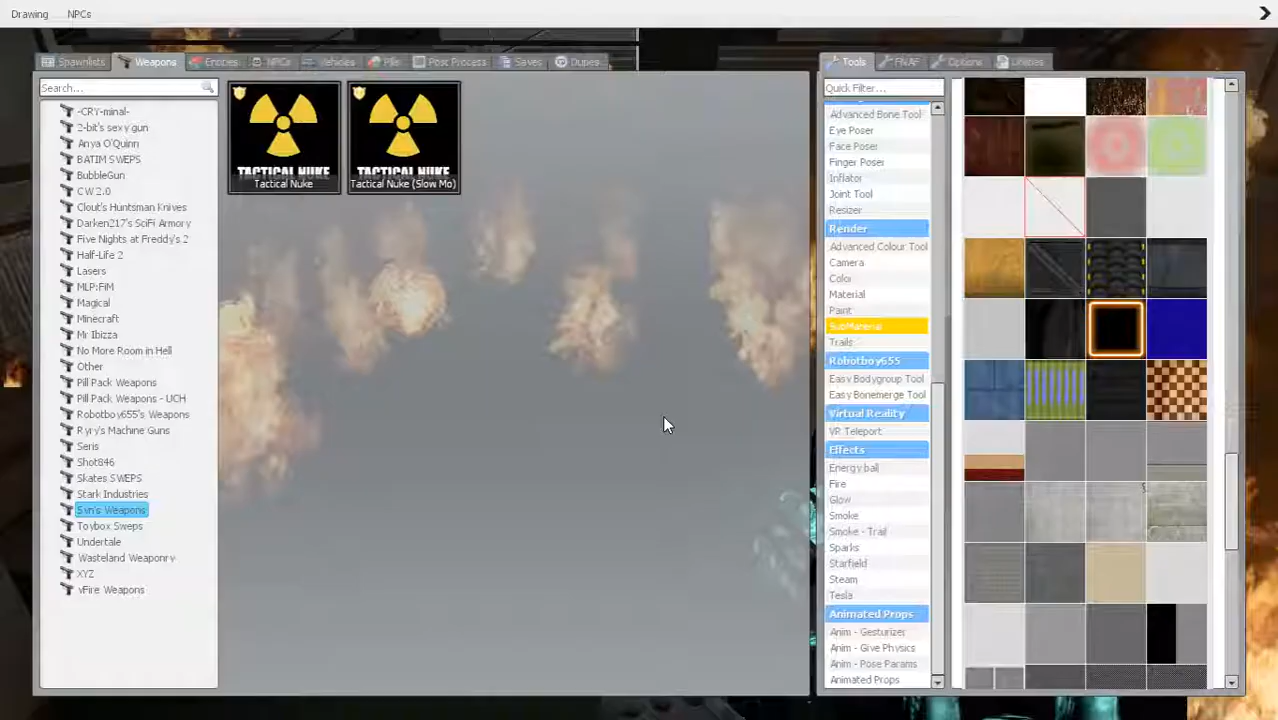 Drawing NPCs
Spawnlists Weapons Entities NPCs Vehicles Post Process Saves Dupes
Tools FNAF Options Utilities
Search...
Quick Filter...
-CRY-minal-
2-bit's sexy gun
Anya O'Quinn
BATIM SWEPS
BubbleGun
CW 2.0
Clout's Huntsman Knives
Darken217's SciFi Armory
Five Nights at Freddy's 2
Half-Life 2
Lasers
MLP:FiM
Magical
Minecraft
Mr Ibizza
No More Room in Hell
Other
Pill Pack Weapons
Pill Pack Weapons - UCH
Robotboy655's Weapons
Ryry's Machine Guns
Seris
Shot846
Skates SWEPS
Stark Industries
Syn's Weapons
Toybox Sweps
Undertale
Wasteland Weaponry
XYZ
vFire Weapons
TACTICAL NUKE
Tactical Nuke
TACTICAL NUKE
Tactical Nuke (Slow Mo)
Advanced Bone Tool
Eye Poser
Face Poser
Finger Poser
Inflator
Joint Tool
Resizer
Render
Advanced Colour Tool
Camera
Color
Material
Paint
SubMaterial
Trails
Robotboy655
Easy Bodygroup Tool
Easy Bonemerge Tool
Virtual Reality
VR Teleport
Effects
Energy ball
Fire
Glow
Smoke
Smoke - Trail
Sparks
Starfield
Steam
Tesla
Animated Props
Anim - Gesturizer
Anim - Give Physics
Anim - Pose Params
Animated Props